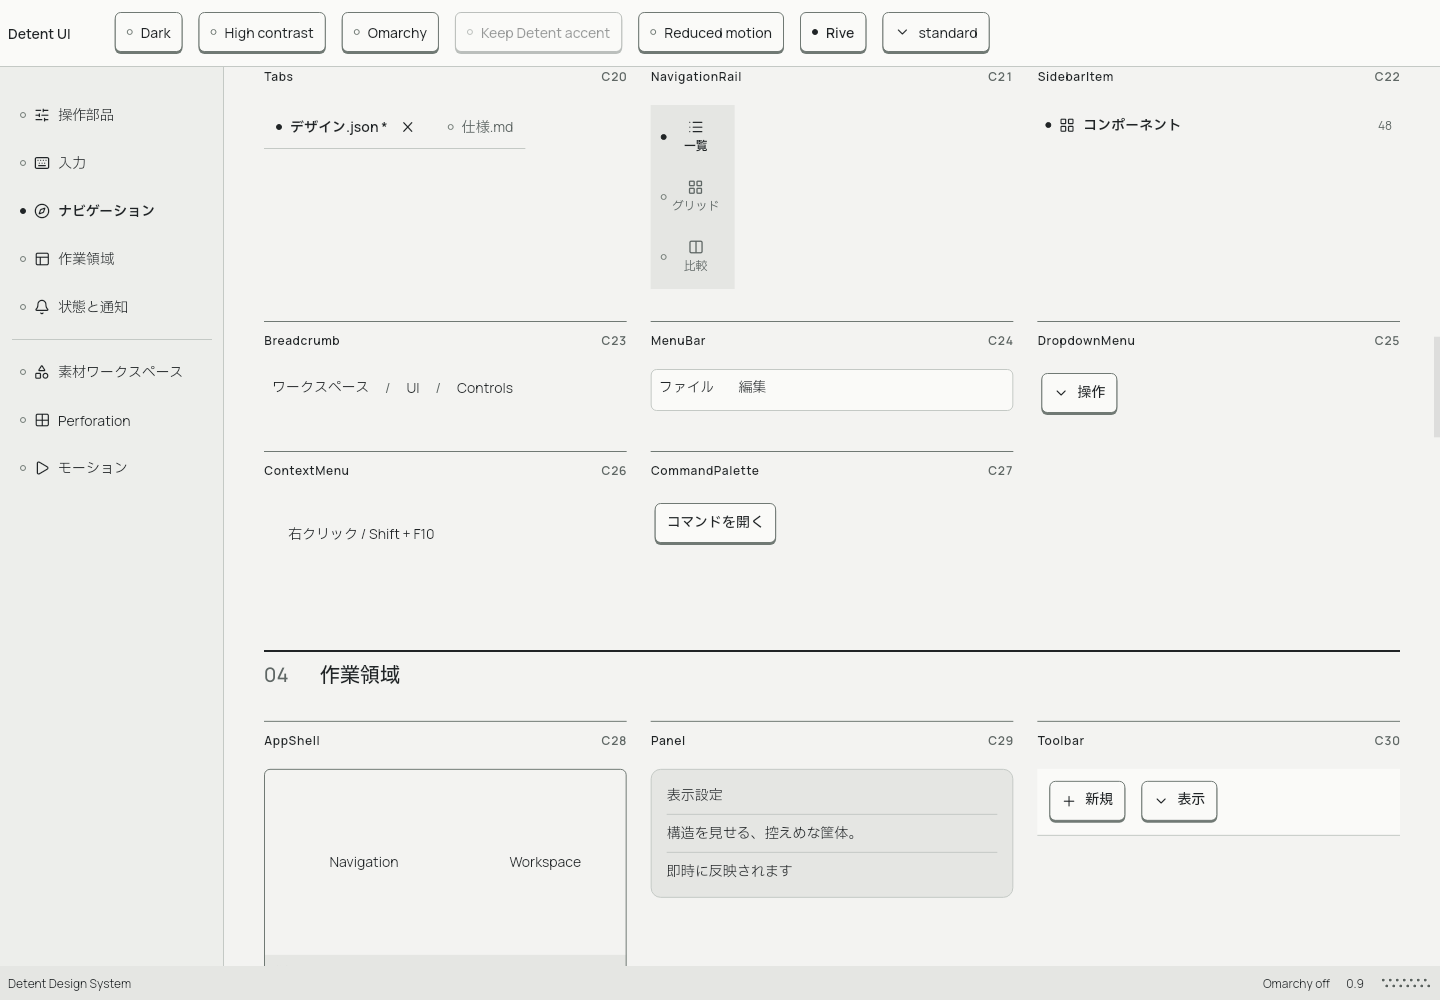 Detent UI
Dark
High contrast
Omarchy
Keep Detent accent
Reduced motion
Rive
standard
操作部品
入力
ナビゲーション
作業領域
状態と通知
素材ワークスペース
Perforation
モーション
Tabs C20
デザイン.json *
仕様.md
NavigationRail C21
一覧
グリッド
比較
SidebarItem C22
コンポーネント 48
Breadcrumb C23
ワークスペース / UI / Controls
MenuBar C24
ファイル 編集
DropdownMenu C25
操作
ContextMenu C26
右クリック / Shift + F10
CommandPalette C27
コマンドを開く
04 作業領域
AppShell C28
Navigation Workspace
Panel C29
表示設定
構造を見せる、控えめな筐体。
即時に反映されます
Toolbar C30
新規 表示
Detent Design System
Omarchy off 0.9